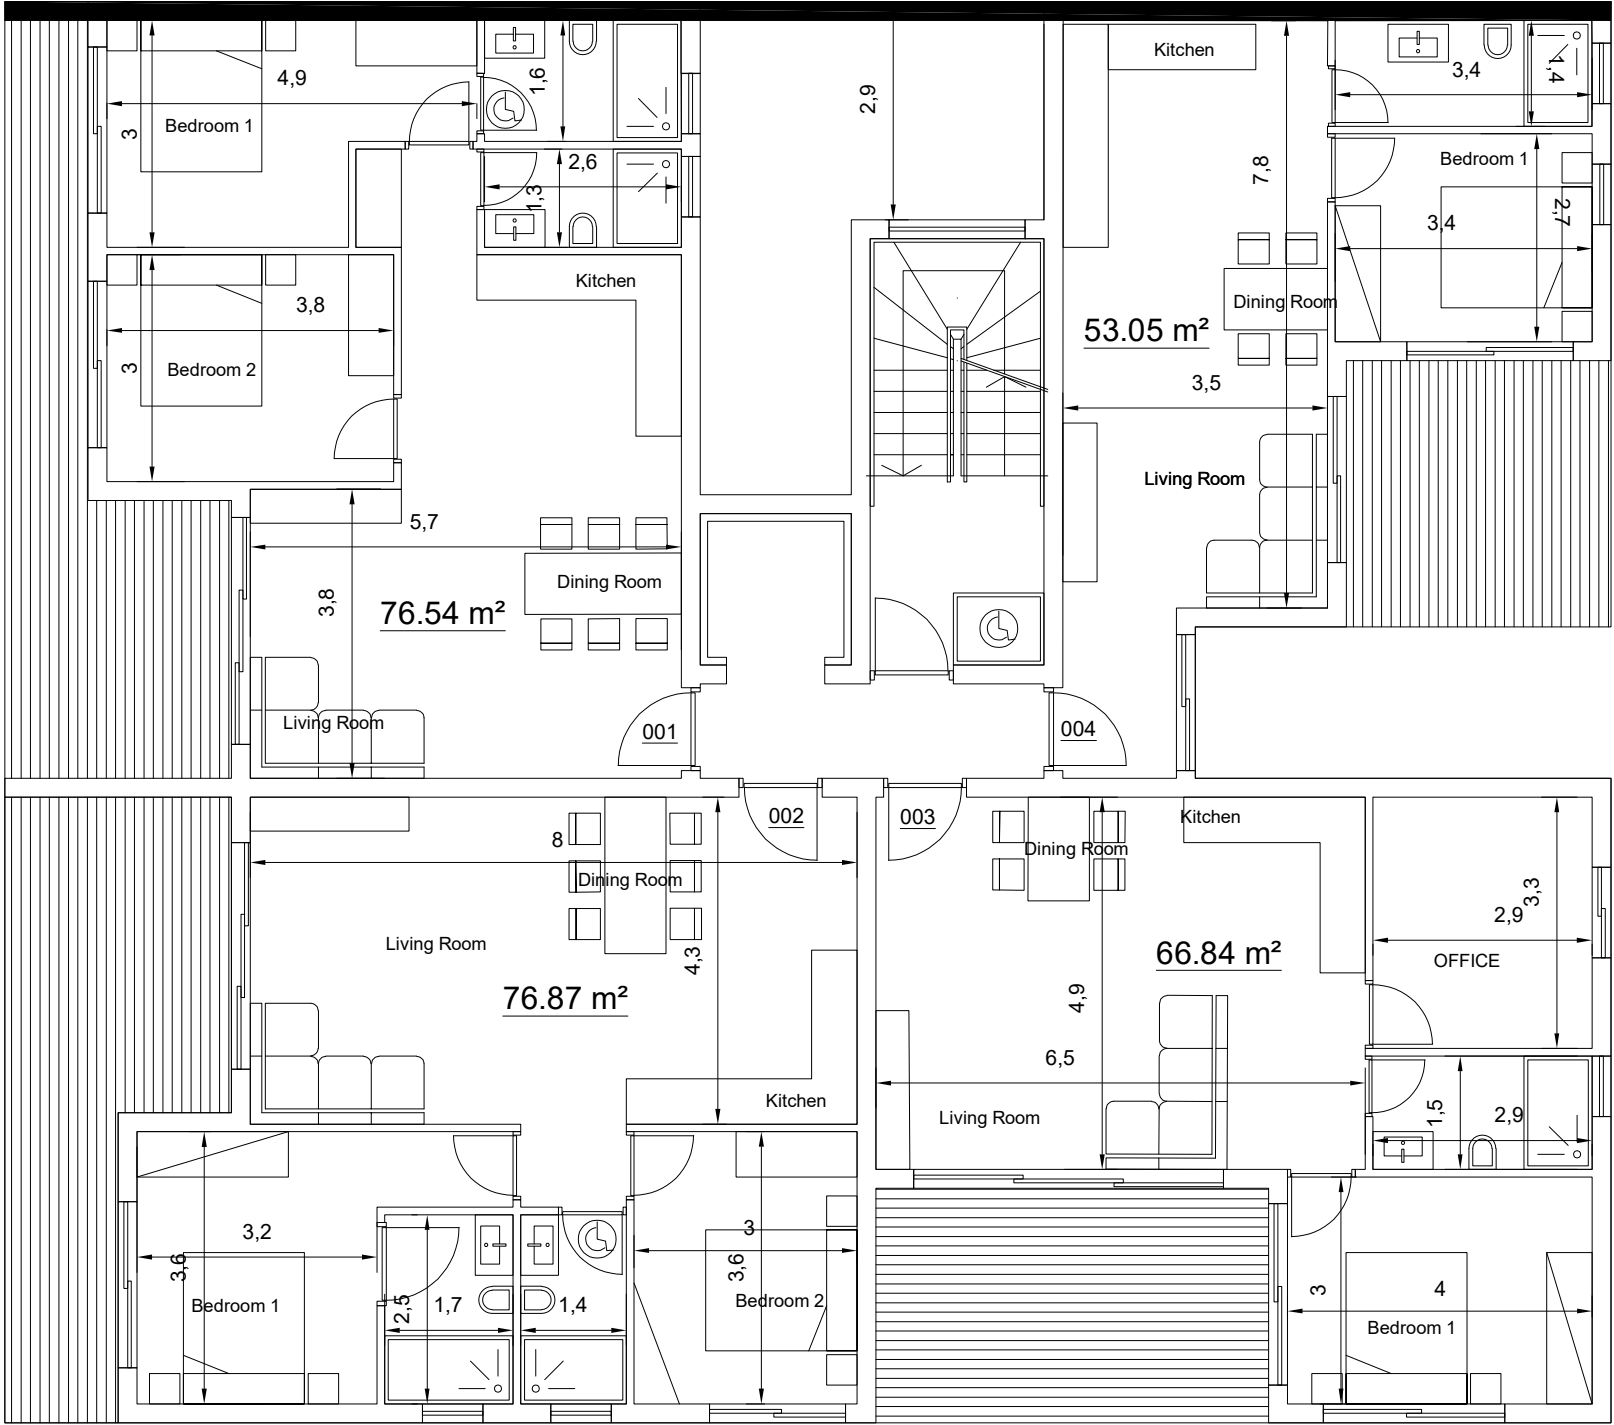 4,9
3
Bedroom 1
1,6
2,6
1,3
2,9
Kitchen
7,8
3,4
1,4
Bedroom 1
3,4
2,7
Kitchen
3,8
3
Bedroom 2
Dining Room
53.05 m²
3,5
Living Room
5,7
3,8
Dining Room
76.54 m²
Living Room
001
004
002
003
8
Dining Room
Living Room
4,3
76.87 m²
Kitchen
Kitchen
Dining Room
66.84 m²
4,9
6,5
Living Room
3,3
2,9
OFFICE
1,5
2,9
3,2
3,6
Bedroom 1
2,5
1,7
1,4
3
3,6
Bedroom 2
3
4
Bedroom 1